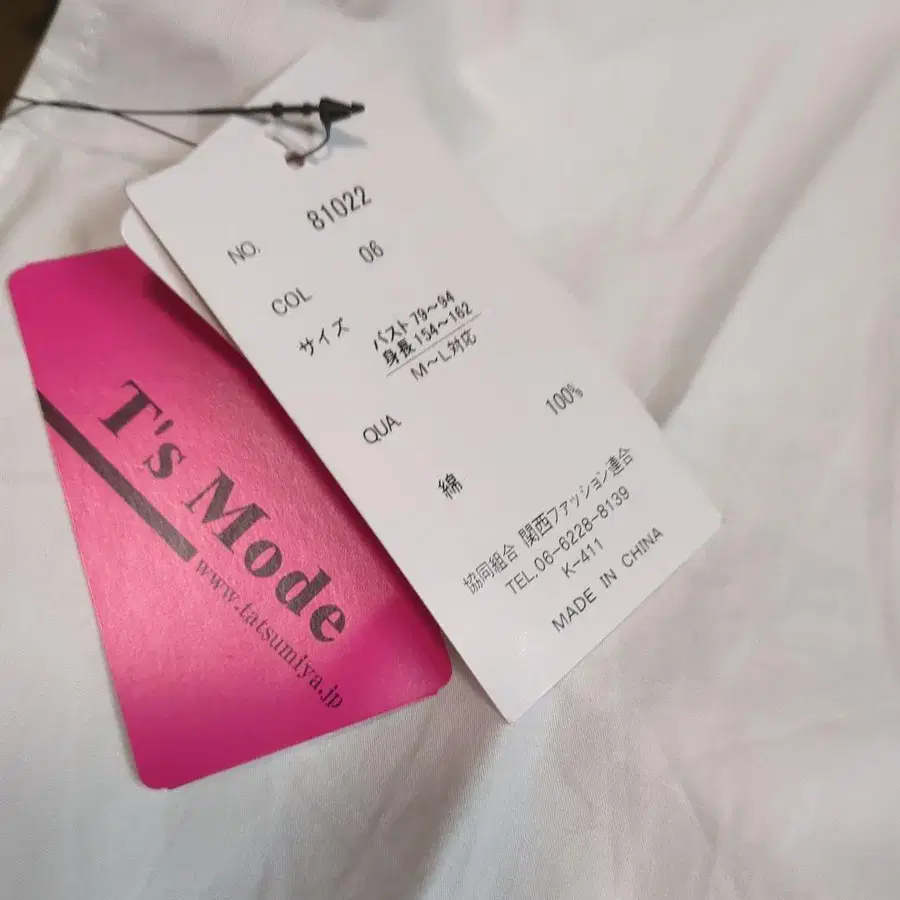 NO. 81022
COL 06
サイズ バスト79〜94
身長154〜162
M〜L対応
QUA
綿 100%
協同組合 関西ファッション連合
TEL.06-6228-8139
K-411
MADE IN CHINA
T's Mode
www.tatsumiya.jp